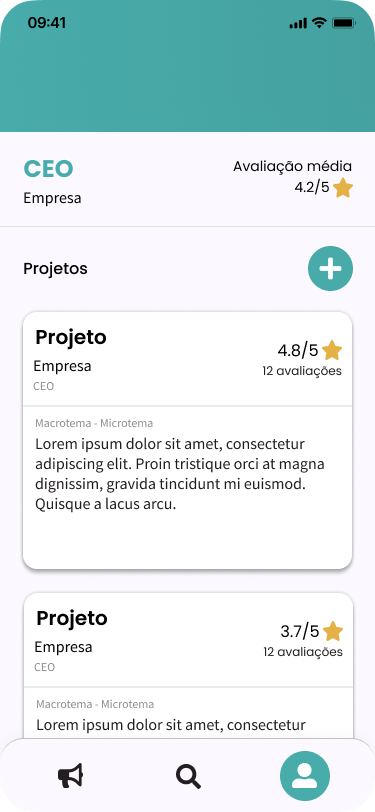 09:41
CEO
Empresa
Avaliação média
4.2/5
Projetos
Projeto
Empresa
CEO
4.8/5
12 avaliações
Macrotema - Microtema
Lorem ipsum dolor sit amet, consectetur
adipiscing elit. Proin tristique orci at magna
dignissim, gravida tincidunt mi euismod.
Quisque a lacus arcu.
Projeto
Empresa
CEO
3.7/5
12 avaliações
Macrotema - Microtema
Lorem ipsum dolor sit amet, consectetur